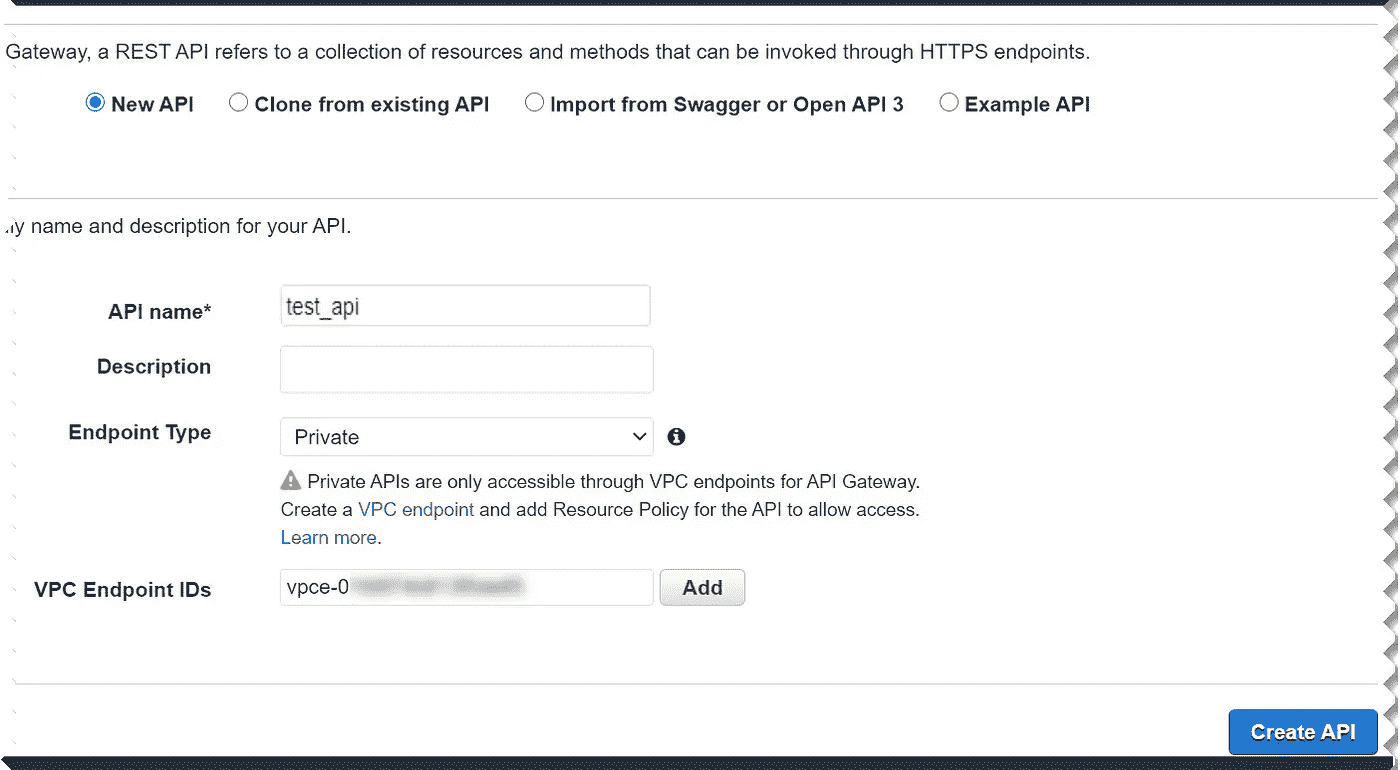 Gateway, a REST API refers to a collection of resources and methods that can be invoked through HTTPS endpoints.
New API Clone from existing API Import from Swagger or Open API 3 Example API
name and description for your API.
API name* test_api
Description
Endpoint Type Private
Private APIs are only accessible through VPC endpoints for API Gateway.
Create a VPC endpoint and add Resource Policy for the API to allow access.
Learn more.
VPC Endpoint IDs vpce-0 Add
Create API